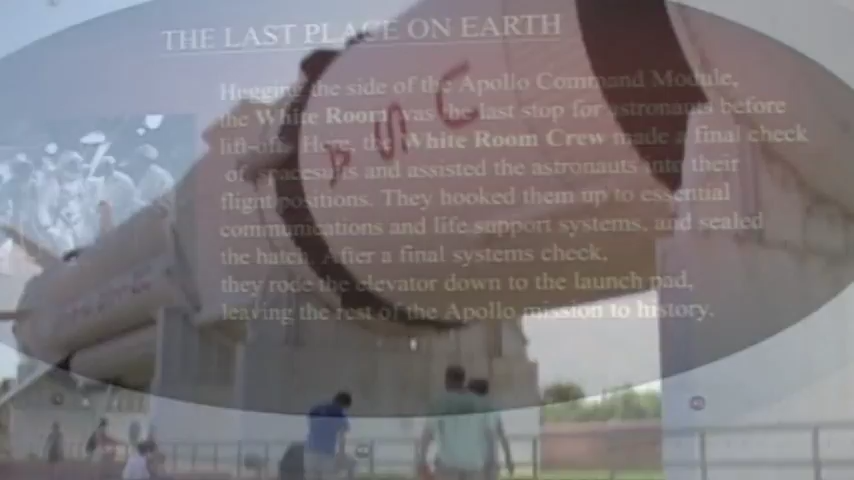 THE LAST PLACE ON EARTH
Hugging the side of the Apollo Command Module,
the White Room was the last stop for astronauts before
lift-off. Here, the White Room Crew made a final check
of spacesuits and assisted the astronauts into their
flight positions. They hooked them up to essential
communications and life support systems, and sealed
the hatch. After a final systems check,
they rode the elevator down to the launch pad,
leaving the rest of the Apollo mission to history.